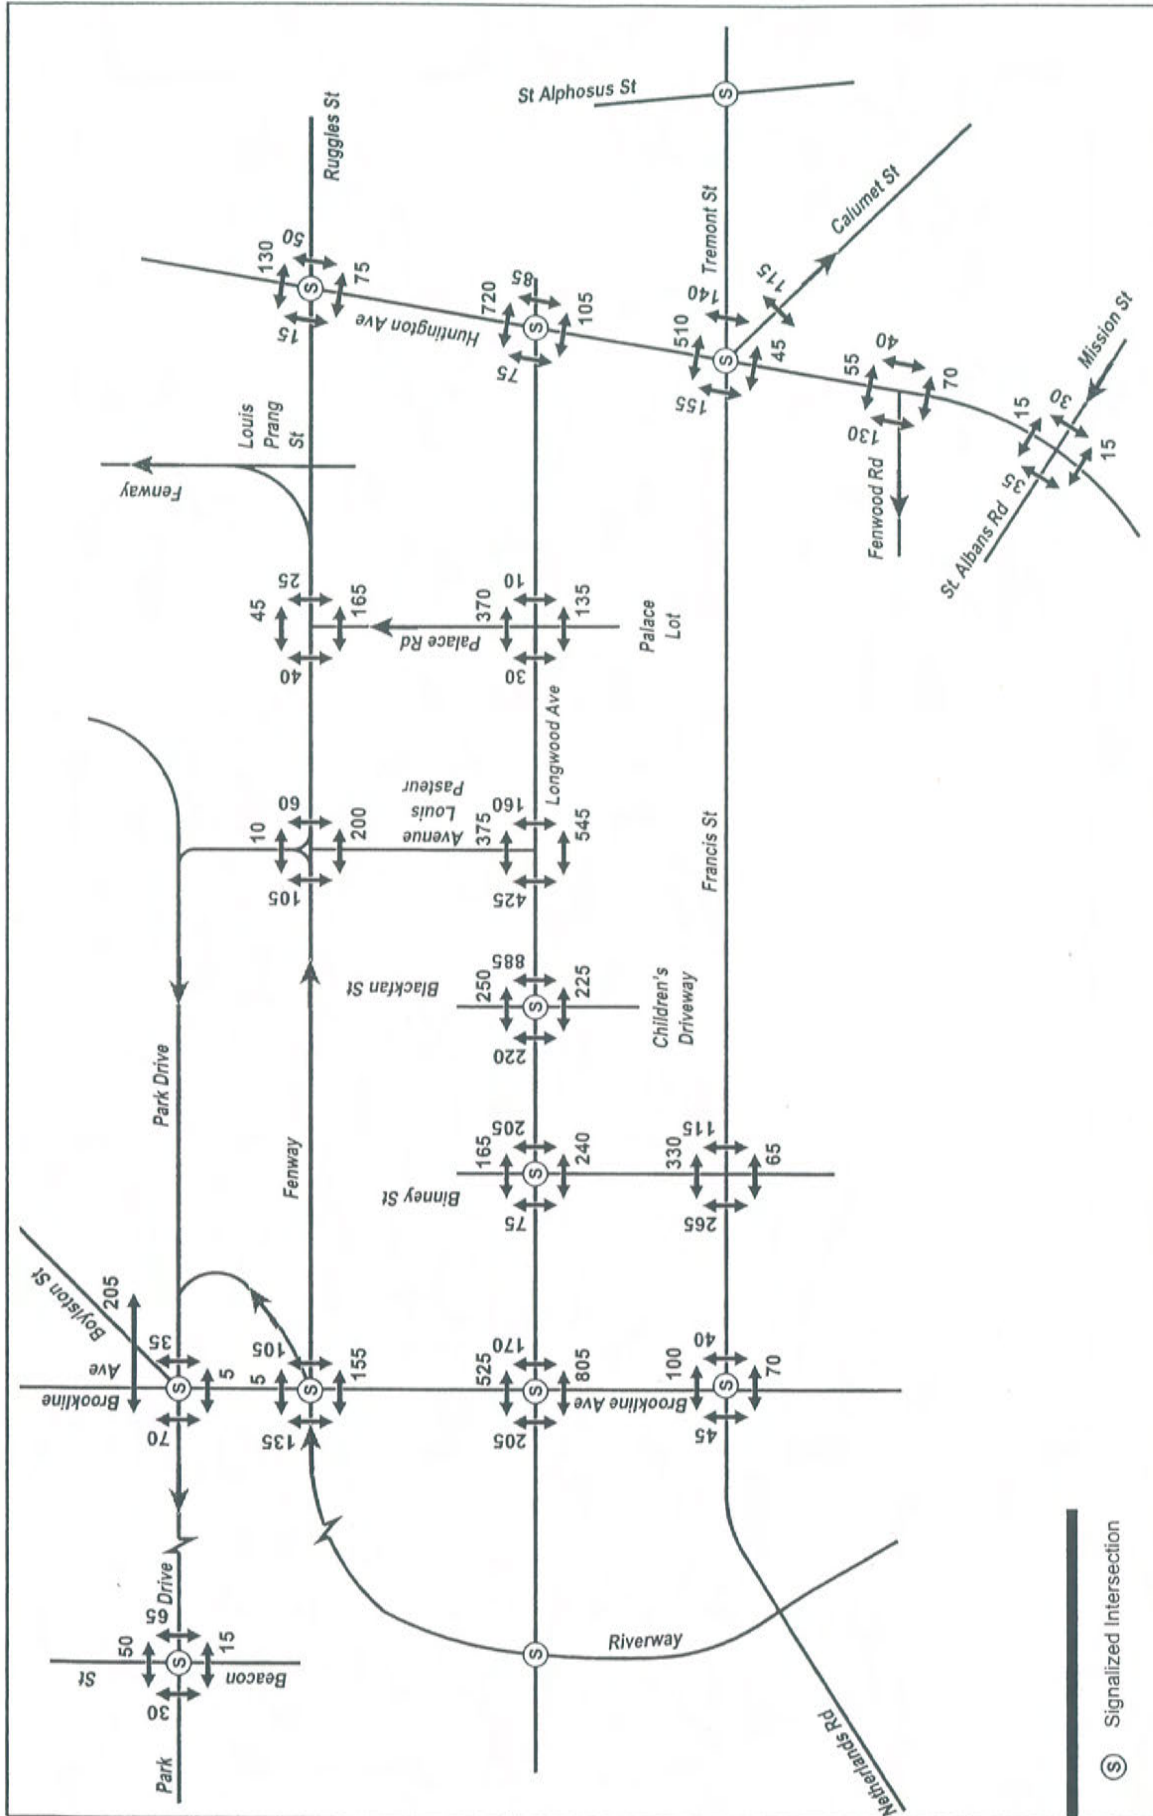 St Alphosus St
Ruggles St
130
50
15
75
Huntington Ave
Tremont St
Calumet St
720
85
75
105
510
140
115
155
45
Louis
Prang
St
Fenway
55
40
130
70
Fenwood Rd
Mission St
15
30
35
15
St. Albans Rd
45
25
40
165
Palace Rd
370
10
30
135
Palace
Lot
Longwood Ave
10
60
105
200
Avenue
Louis
Pasteur
375
160
425
545
Francis St
Blackfan St
250
885
220
225
Children's
Driveway
Park Drive
Fenway
Binney St
165
205
75
240
330
115
265
65
Boylston St
205
Brookline
Ave
35
70
5
5
105
135
155
525
170
205
805
Brookline Ave
100
40
45
70
Park
Drive
50
65
30
15
Beacon
St
Riverway
Netherlands Rd
S Signalized Intersection
S
S
S
S
S
S
S
S
S
S
S
S